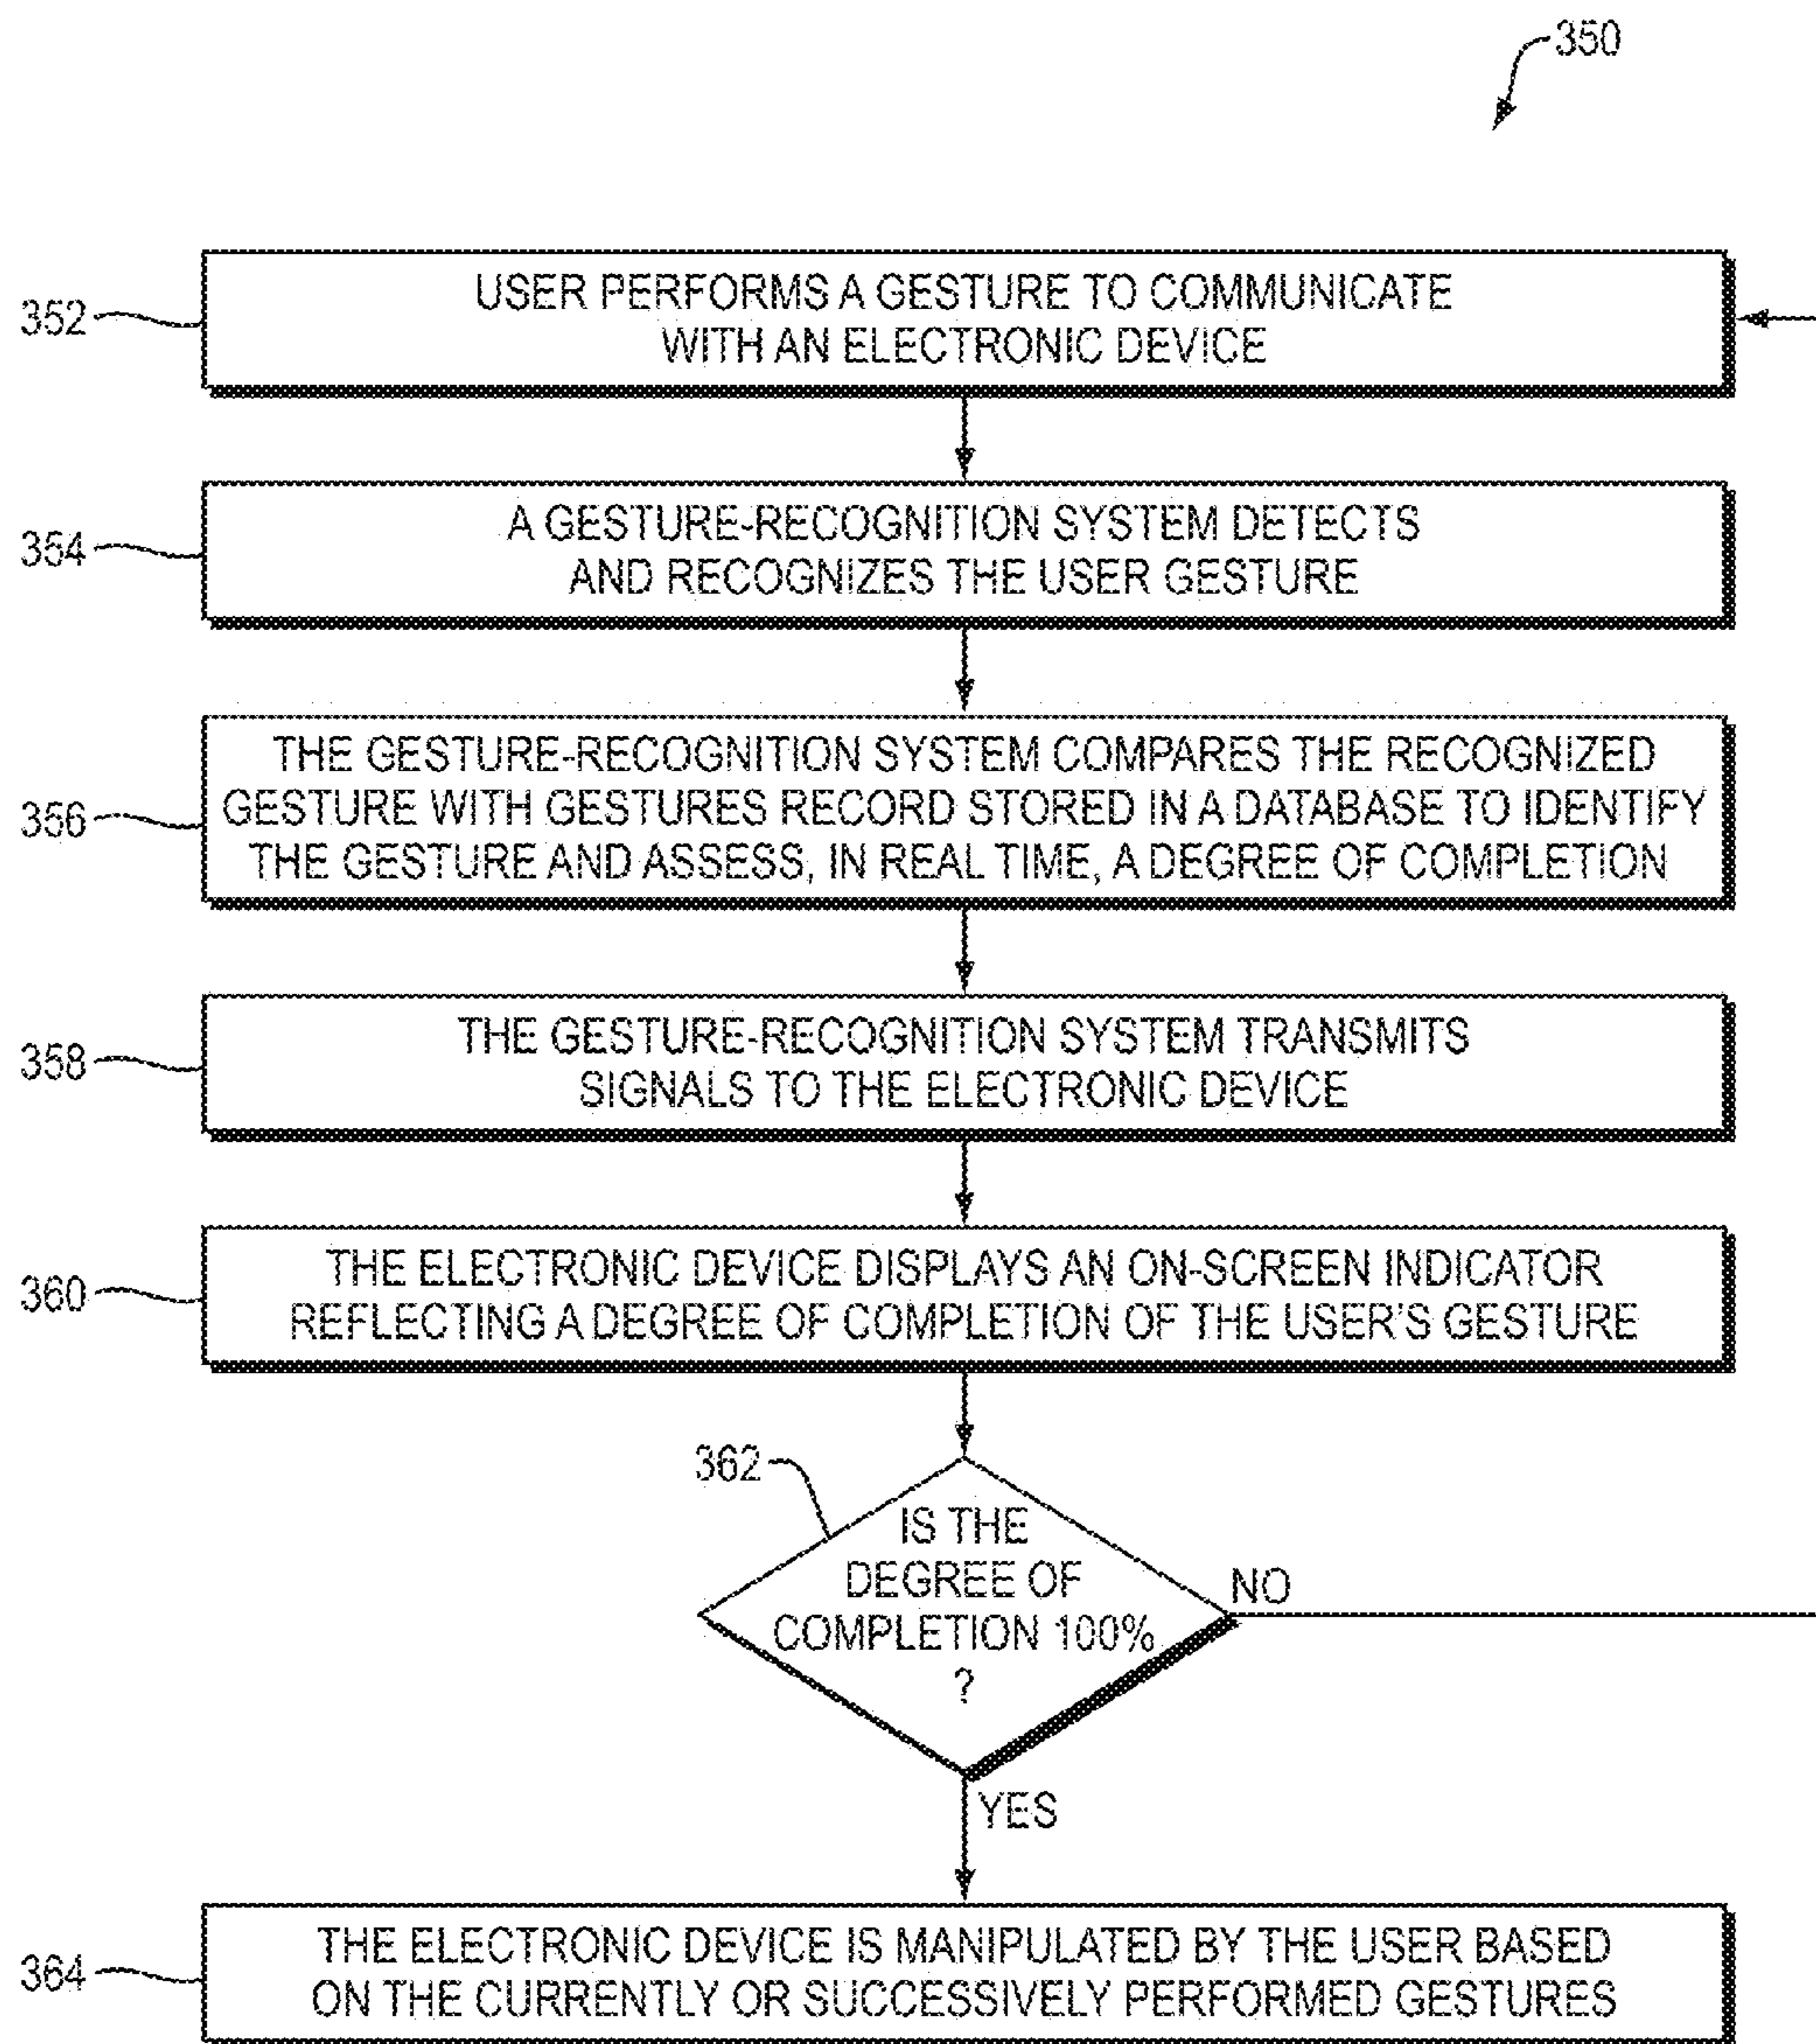 350
352
USER PERFORMS A GESTURE TO COMMUNICATE
WITH AN ELECTRONIC DEVICE
354
A GESTURE-RECOGNITION SYSTEM DETECTS
AND RECOGNIZES THE USER GESTURE
356
THE GESTURE-RECOGNITION SYSTEM COMPARES THE RECOGNIZED
GESTURE WITH GESTURES RECORD STORED IN A DATABASE TO IDENTIFY
THE GESTURE AND ASSESS, IN REAL TIME, A DEGREE OF COMPLETION
358
THE GESTURE-RECOGNITION SYSTEM TRANSMITS
SIGNALS TO THE ELECTRONIC DEVICE
360
THE ELECTRONIC DEVICE DISPLAYS AN ON-SCREEN INDICATOR
REFLECTING A DEGREE OF COMPLETION OF THE USER'S GESTURE
362
IS THE
DEGREE OF
COMPLETION 100%
?
NO
YES
364
THE ELECTRONIC DEVICE IS MANIPULATED BY THE USER BASED
ON THE CURRENTLY OR SUCCESSIVELY PERFORMED GESTURES